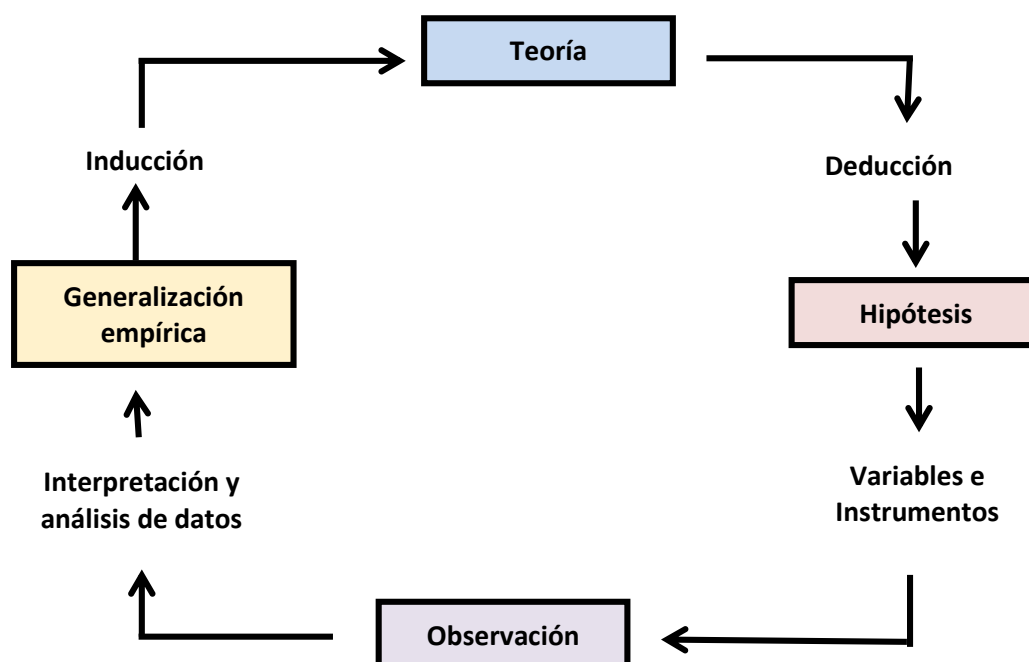 Teoría
Inducción
Deducción
Generalización
empírica
Hipótesis
Interpretación y
análisis de datos
Variables e
Instrumentos
Observación